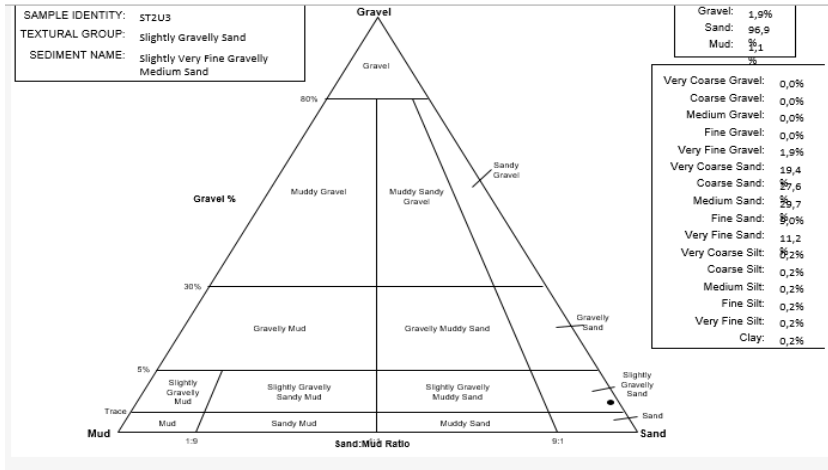 SAMPLE IDENTITY: ST2U3
TEXTURAL GROUP: Slightly Gravelly Sand
SEDIMENT NAME: Slightly Very Fine Gravelly
Medium Sand
Gravel
Gravel: 1,9%
Sand: 96,9
%
Mud: 1,1
%
Gravel
80%
Sandy
Gravel
Muddy Gravel
Muddy Sandy
Gravel
Gravel %
30%
Gravelly
Sand
Gravelly Mud
Gravelly Muddy Sand
5%
Slightly
Gravelly
Mud
Slightly Gravelly
Sandy Mud
Slightly Gravelly
Muddy Sand
Slightly
Gravelly
Sand
Trace
Mud
Sandy Mud
Muddy Sand
Sand
Mud
Sand
1:9
Sand:Mud Ratio
9:1
Very Coarse Gravel: 0,0%
Coarse Gravel: 0,0%
Medium Gravel: 0,0%
Fine Gravel: 0,0%
Very Fine Gravel: 1,9%
Very Coarse Sand: 19,4
%
Coarse Sand: 27,6
%
Medium Sand: 29,7
%
Fine Sand: 9,0%
Very Fine Sand: 11,2
%
Very Coarse Silt: 0,2%
Coarse Silt: 0,2%
Medium Silt: 0,2%
Fine Silt: 0,2%
Very Fine Silt: 0,2%
Clay: 0,2%